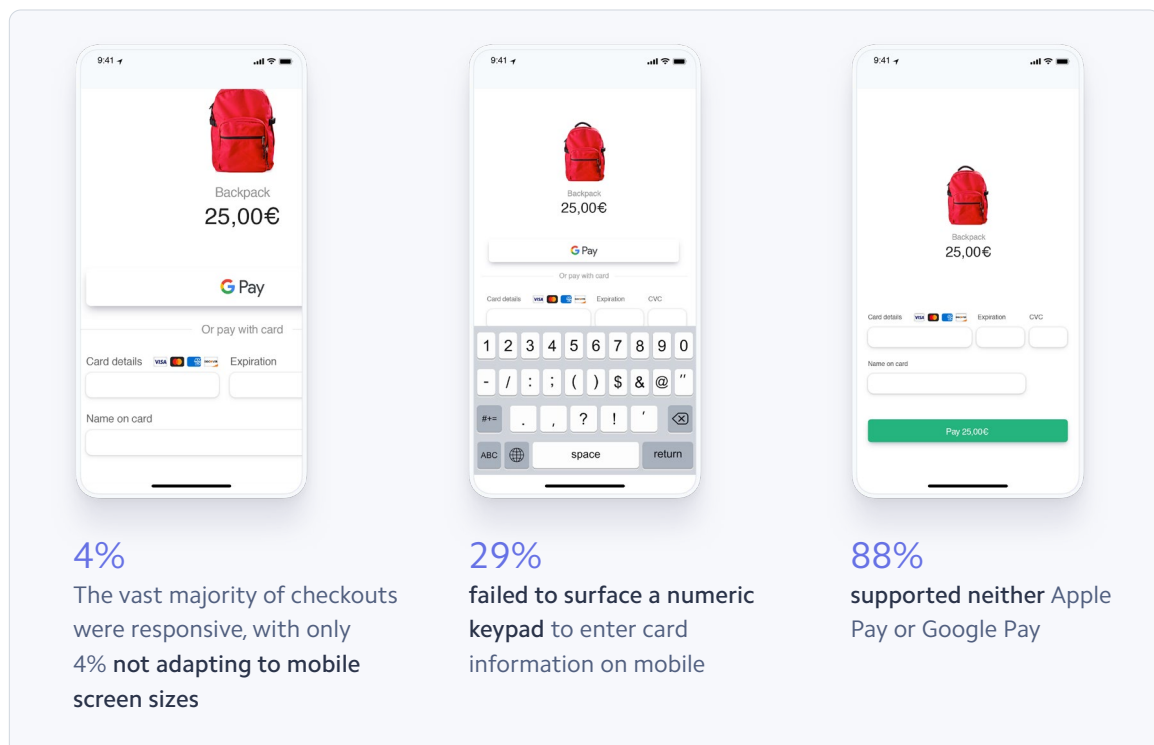 9:41
Backpack
25,00€
G Pay
Or pay with card
Card details VISA Expiration
Name on card
9:41
Backpack
25,00€
G Pay
Or pay with card
Card details VISA Expiration CVC
1 2 3 4 5 6 7 8 9 0
- / : ; ( ) $ & @ "
#+= . , ? ! '
ABC space return
9:41
Backpack
25,00€
Card details VISA Expiration CVC
Name on card
Pay 25,00€
4%
The vast majority of checkouts
were responsive, with only
4% not adapting to mobile
screen sizes
29%
failed to surface a numeric
keypad to enter card
information on mobile
88%
supported neither Apple
Pay or Google Pay